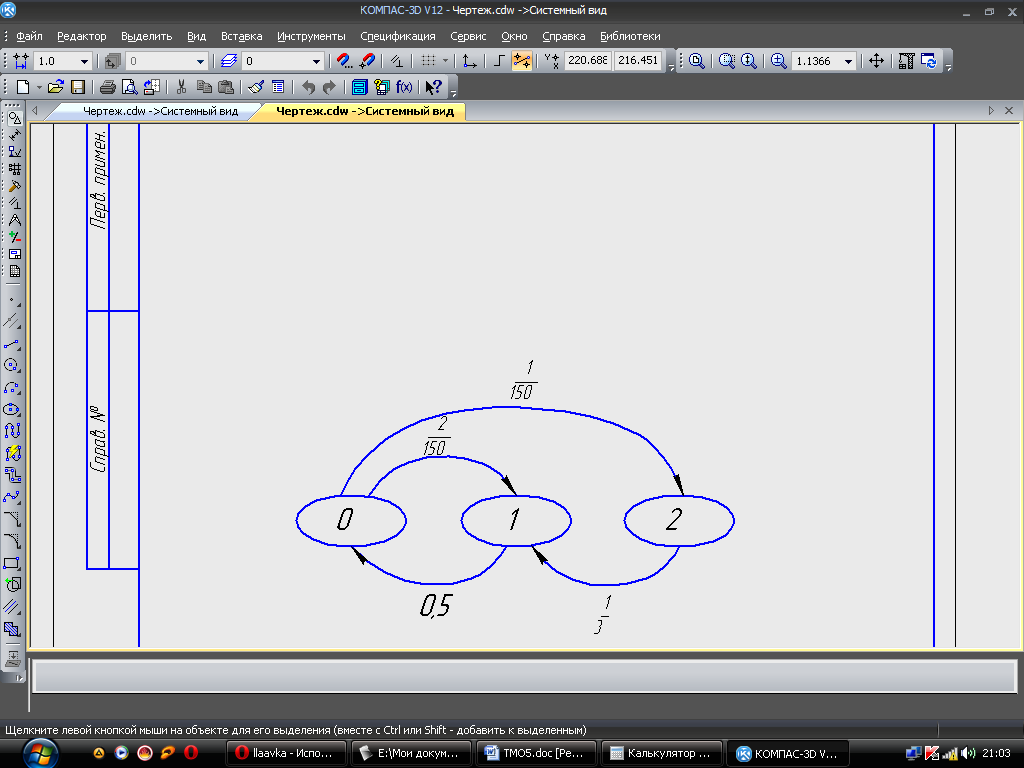 КОМПАС-3D V12 - Чертеж.cdw ->Системный вид
Файл Редактор Выделить Вид Вставка Инструменты Спецификация Сервис Окно Справка Библиотеки
1.0 0 0 220.688 216.451 1.1366
f(x)
Чертеж.cdw ->Системный вид Чертеж.cdw ->Системный вид
Перв. примен.
Справ. №
1
150
2
150
0 1 2
0,5
1
3
Щелкните левой кнопкой мыши на объекте для его выделения (вместе с Ctrl или Shift - добавить к выделенным)
llaavka - Испо... E:\Мои докум... ТМО5.doc [Ре... Калькулятор ... КОМПАС-3D V... 21:03